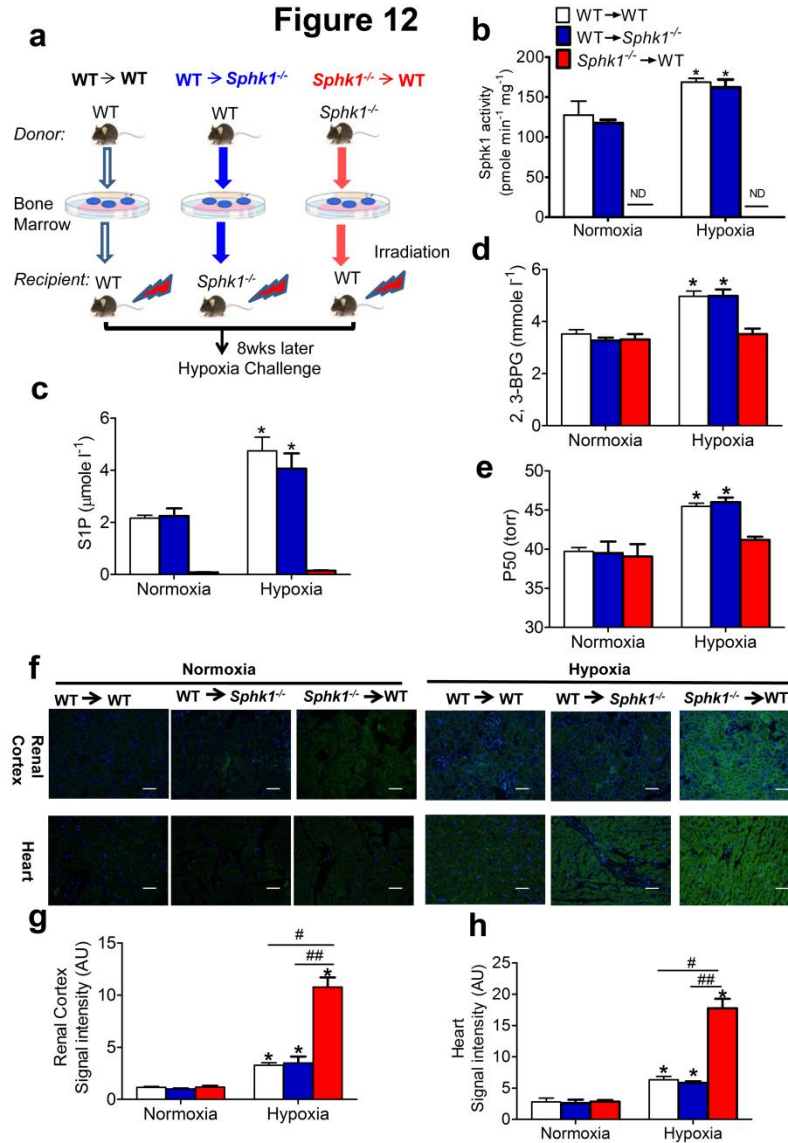 Figure 12
a
WT → WT WT → Sphk1-/- Sphk1-/- → WT
WT WT Sphk1-/-
Donor:
Bone
Marrow
Irradiation
Recipient: WT Sphk1-/- WT
8wks later
Hypoxia Challenge
b
WT→WT
WT→Sphk1-/-
Sphk1-/-→WT
Sphk1 activity
(pmole min-1 mg-1)
200
150
100
50
0
* *
ND ND
Normoxia Hypoxia
c
S1P (μmole l-1)
6
4
2
0
* *
Normoxia Hypoxia
d
2, 3-BPG (mmole l-1)
6
4
2
0
* *
Normoxia Hypoxia
e
P50 (torr)
50
45
40
35
30
* *
Normoxia Hypoxia
f
Normoxia Hypoxia
WT → WT WT → Sphk1-/- Sphk1-/- → WT WT → WT WT → Sphk1-/- Sphk1-/- → WT
Renal
Cortex
Heart
g
Renal Cortex
Signal intensity (AU)
15
10
5
0
#
##
* * *
Normoxia Hypoxia
h
Heart
Signal intensity (AU)
25
20
15
10
5
0
#
##
* * *
Normoxia Hypoxia